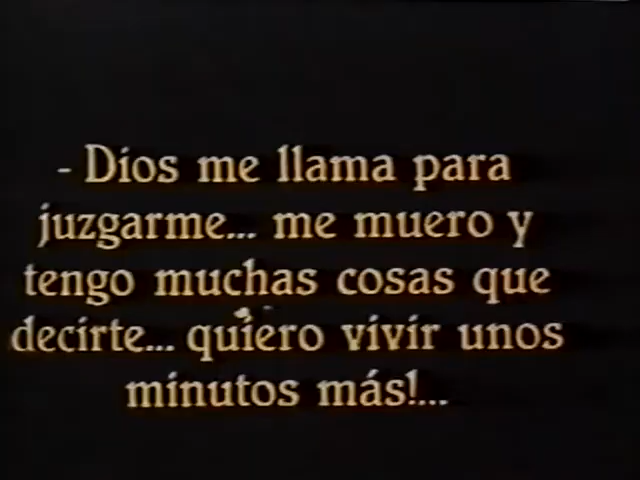 - Dios me llama para
juzgarme... me muero y
tengo muchas cosas que
decirte... quiero vivir unos
minutos más!...